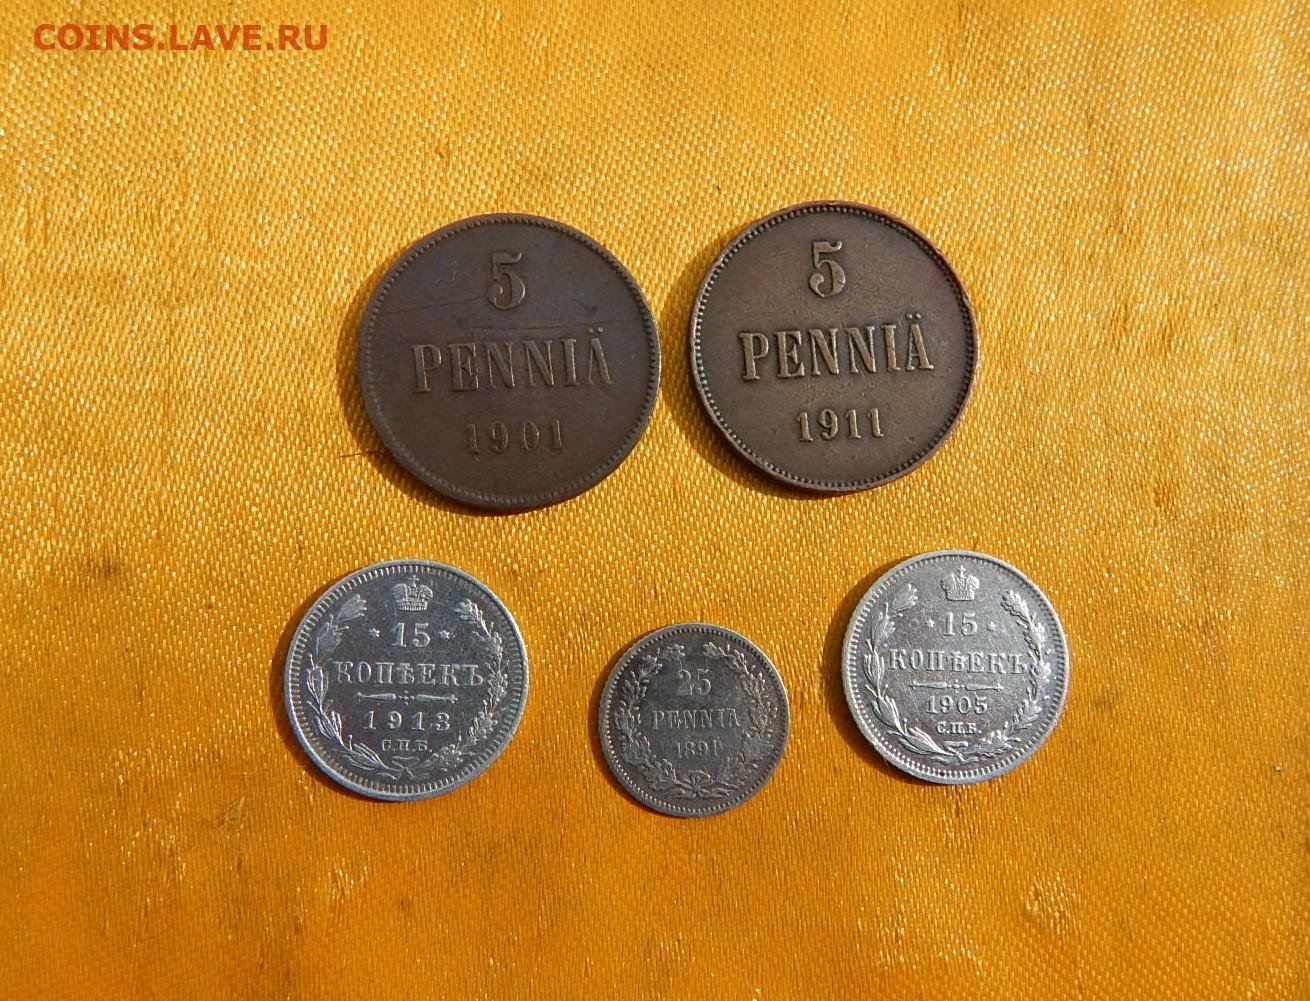 COINS.LAVE.RU
5
PENNIÄ
1901
5
PENNIÄ
1911
15
КОПѢЕКЪ
1913
С.П.Б.
25
PENNIÄ
1891
15
КОПѢЕКЪ
1905
С.П.Б.